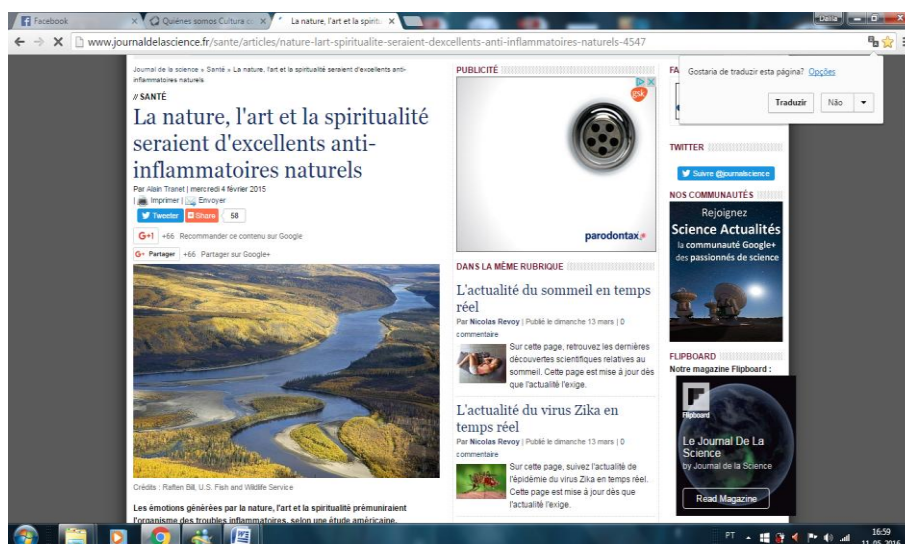 Facebook
Quiénes somos Cultura
La nature, l'art et la spirit
www.journaldelascience.fr/sante/articles/nature-lart-spiritualite-seraient-dexcellents-anti-inflammatoires-naturels-4547
Gostaria de traduzir esta página? Opções
Traduzir
Não
Journal de la science » Santé » La nature, l'art et la spiritualité seraient d'excellents anti-
inflammatoires naturels
// SANTÉ
La nature, l'art et la spiritualité
seraient d'excellents anti-
inflammatoires naturels
Par Alain Tranet | mercredi 4 février 2015
| Imprimer | Envoyer
Tweeter
Share
58
G+1
+66 Recommander ce contenu sur Google
G+ Partager
+66 Partager sur Google+
Crédits : Raften Bill, U.S. Fish and Wildlife Service
Les émotions générées par la nature, l'art et la spiritualité prémuniraient
l'organisme des troubles inflammatoires, selon une étude américaine.
PUBLICITÉ
gsk
parodontax
DANS LA MÊME RUBRIQUE
L'actualité du sommeil en temps
réel
Par Nicolas Revoy | Publié le dimanche 13 mars | 0
commentaire
Sur cette page, retrouvez les dernières
découvertes scientifiques relatives au
sommeil. Cette page est mise à jour dès
que l'actualité l'exige.
L'actualité du virus Zika en
temps réel
Par Nicolas Revoy | Publié le dimanche 13 mars | 0
commentaire
Sur cette page, suivez l'actualité de
l'épidémie du virus Zika en temps réel.
Cette page est mise à jour dès que
l'actualité l'exige.
FA
TWITTER
Suivre @journalscience
NOS COMMUNAUTÉS
Rejoignez
Science Actualités
la communauté Google+
des passionnés de science
FLIPBOARD
Notre magazine Flipboard :
Flipboard
Le Journal De La
Science
by Journal de la Science
Read Magazine
PT
16:59
11-05-2016